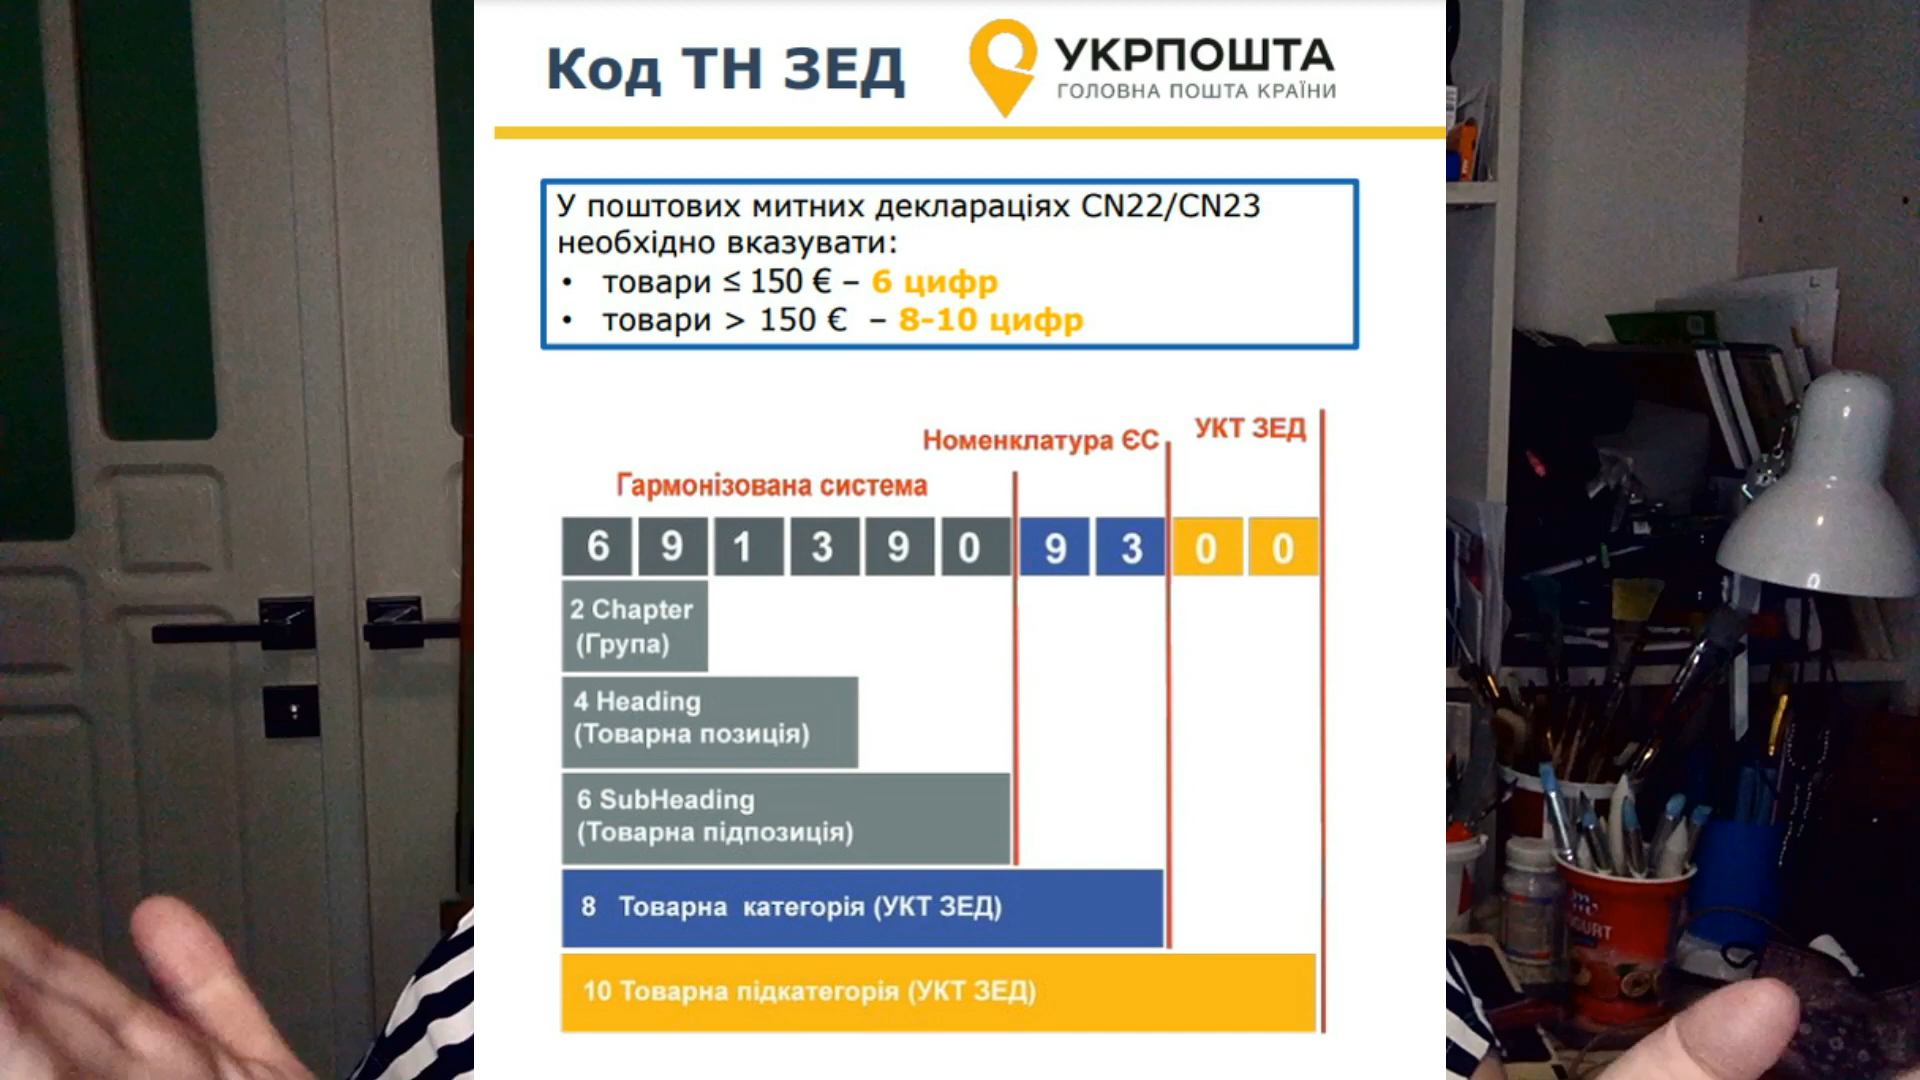 Код ТН ЗЕД
УКРПОШТА
ГОЛОВНА ПОШТА КРАЇНИ
У поштових митних деклараціях CN22/CN23
необхідно вказувати:
• товари ≤ 150 € – 6 цифр
• товари > 150 € – 8-10 цифр
УКТ ЗЕД
Номенклатура ЄС
Гармонізована система
6 9 1 3 9 0 9 3 0 0
2 Chapter
(Група)
4 Heading
(Товарна позиція)
6 SubHeading
(Товарна підпозиція)
8 Товарна категорія (УКТ ЗЕД)
10 Товарна підкатегорія (УКТ ЗЕД)